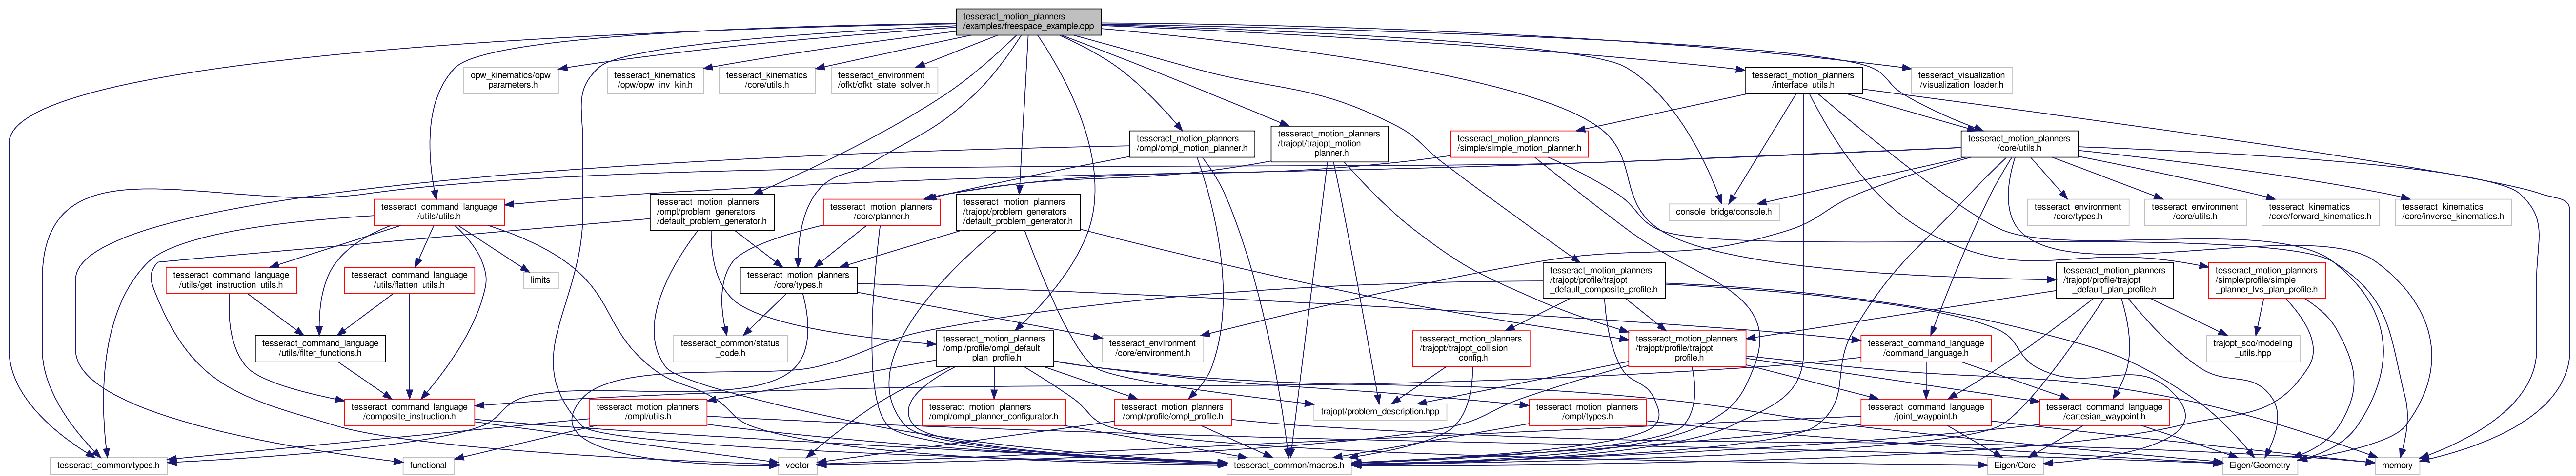 tesseract_motion_planners
/examples/freespace_example.cpp
opw_kinematics/opw
_parameters.h
tesseract_kinematics
/opw/opw_inv_kin.h
tesseract_kinematics
/core/utils.h
tesseract_environment
/ofkt/ofkt_state_solver.h
tesseract_motion_planners
/interface_utils.h
tesseract_visualization
/visualization_loader.h
tesseract_motion_planners
/ompl/ompl_motion_planner.h
tesseract_motion_planners
/trajopt/trajopt_motion
_planner.h
tesseract_motion_planners
/simple/simple_motion_planner.h
tesseract_motion_planners
/core/utils.h
tesseract_command_language
/utils/utils.h
tesseract_motion_planners
/ompl/problem_generators
/default_problem_generator.h
tesseract_motion_planners
/core/planner.h
tesseract_motion_planners
/trajopt/problem_generators
/default_problem_generator.h
console_bridge/console.h
tesseract_environment
/core/types.h
tesseract_environment
/core/utils.h
tesseract_kinematics
/core/forward_kinematics.h
tesseract_kinematics
/core/inverse_kinematics.h
tesseract_command_language
/utils/get_instruction_utils.h
tesseract_command_language
/utils/flatten_utils.h
limits
tesseract_motion_planners
/core/types.h
tesseract_motion_planners
/trajopt/profile/trajopt
_default_composite_profile.h
tesseract_motion_planners
/trajopt/profile/trajopt
_default_plan_profile.h
tesseract_motion_planners
/simple/profile/simple
_planner_lvs_plan_profile.h
tesseract_command_language
/utils/filter_functions.h
tesseract_common/status
_code.h
tesseract_motion_planners
/ompl/profile/ompl_default
_plan_profile.h
tesseract_environment
/core/environment.h
tesseract_motion_planners
/trajopt/trajopt_collision
_config.h
tesseract_motion_planners
/trajopt/profile/trajopt
_profile.h
tesseract_command_language
/command_language.h
trajopt_sco/modeling
_utils.hpp
tesseract_command_language
/composite_instruction.h
tesseract_motion_planners
/ompl/utils.h
tesseract_motion_planners
/ompl/ompl_planner_configurator.h
tesseract_motion_planners
/ompl/profile/ompl_profile.h
trajopt/problem_description.hpp
tesseract_motion_planners
/ompl/types.h
tesseract_command_language
/joint_waypoint.h
tesseract_command_language
/cartesian_waypoint.h
tesseract_common/types.h
functional
vector
tesseract_common/macros.h
Eigen/Core
Eigen/Geometry
memory